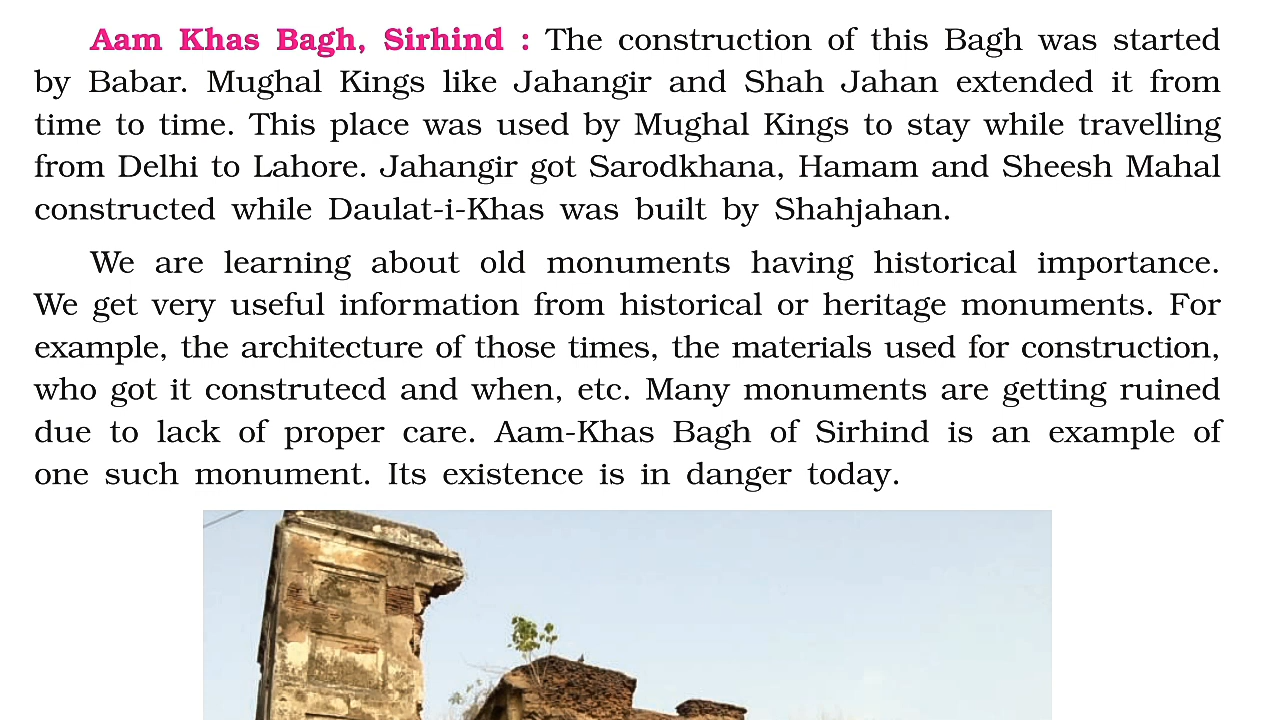 Aam Khas Bagh, Sirhind : The construction of this Bagh was started
by Babar. Mughal Kings like Jahangir and Shah Jahan extended it from
time to time. This place was used by Mughal Kings to stay while travelling
from Delhi to Lahore. Jahangir got Sarodkhana, Hamam and Sheesh Mahal
constructed while Daulat-i-Khas was built by Shahjahan.
We are learning about old monuments having historical importance.
We get very useful information from historical or heritage monuments. For
example, the architecture of those times, the materials used for construction,
who got it construtecd and when, etc. Many monuments are getting ruined
due to lack of proper care. Aam-Khas Bagh of Sirhind is an example of
one such monument. Its existence is in danger today.